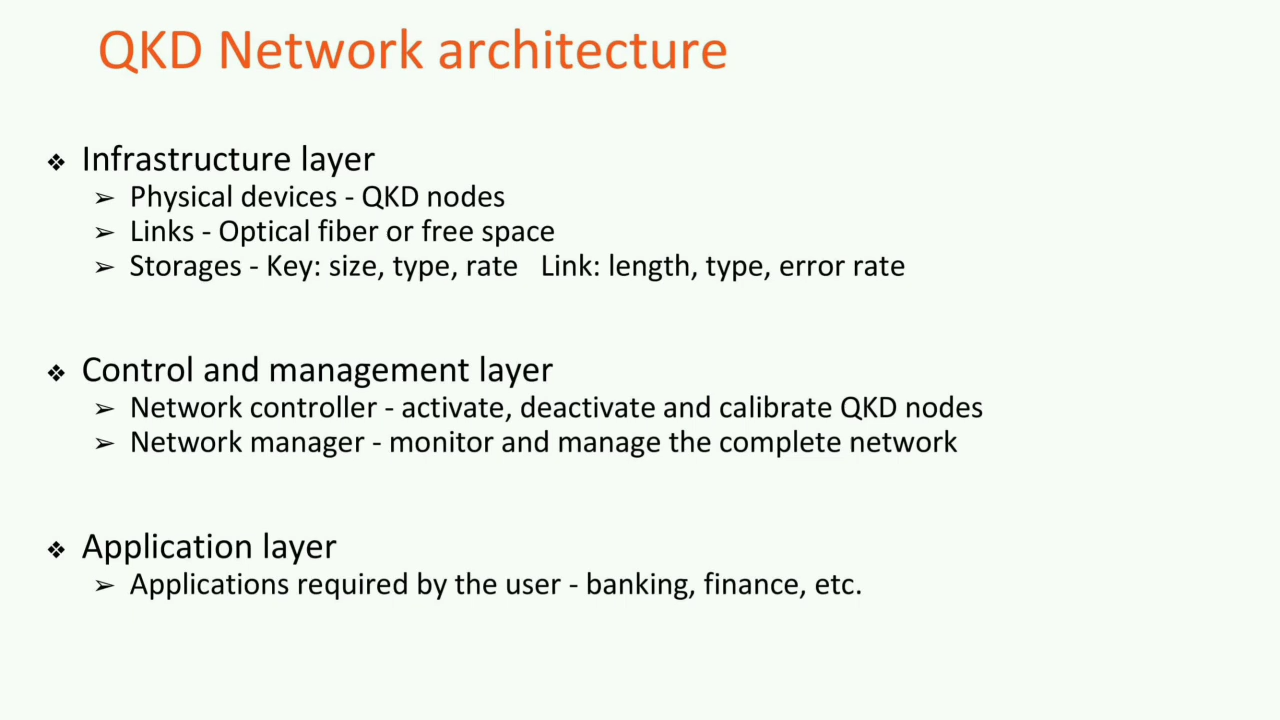 QKD Network architecture
❖ Infrastructure layer
➢ Physical devices - QKD nodes
➢ Links - Optical fiber or free space
➢ Storages - Key: size, type, rate Link: length, type, error rate
❖ Control and management layer
➢ Network controller - activate, deactivate and calibrate QKD nodes
➢ Network manager - monitor and manage the complete network
❖ Application layer
➢ Applications required by the user - banking, finance, etc.